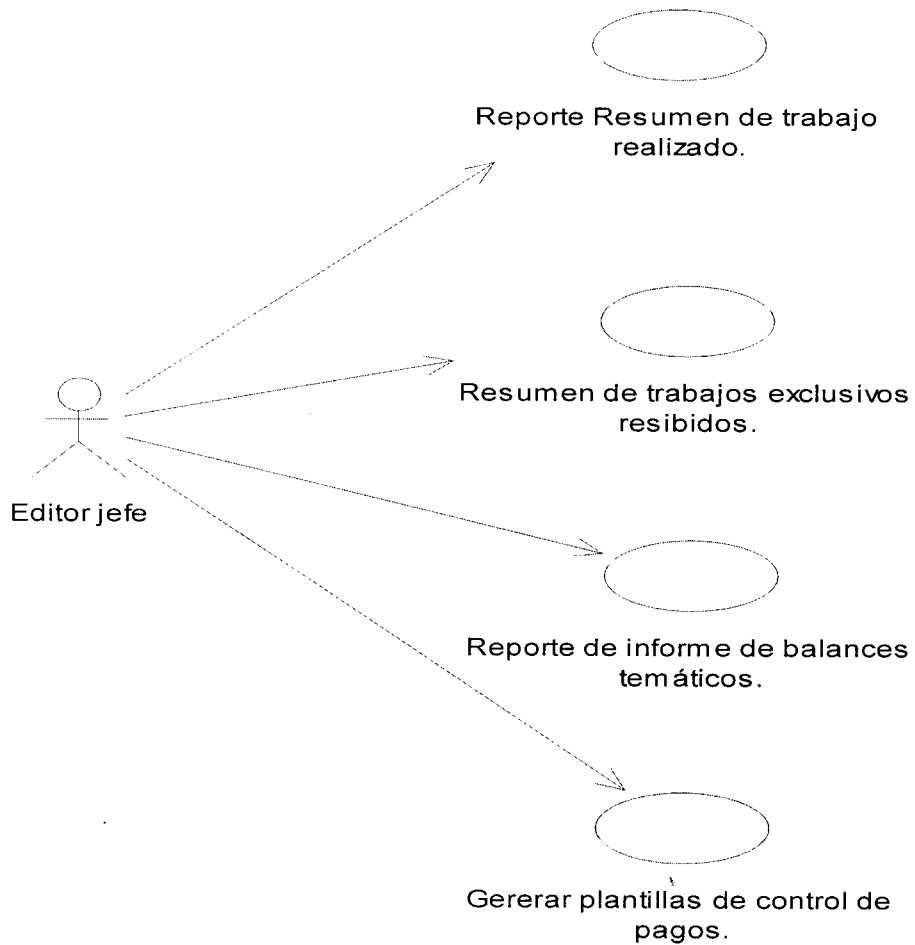 Reporte Resumen de trabajo
realizado.
Resumen de trabajos exclusivos
resibidos.
Editor jefe
Reporte de informe de balances
temáticos.
Gererar plantillas de control de
pagos.